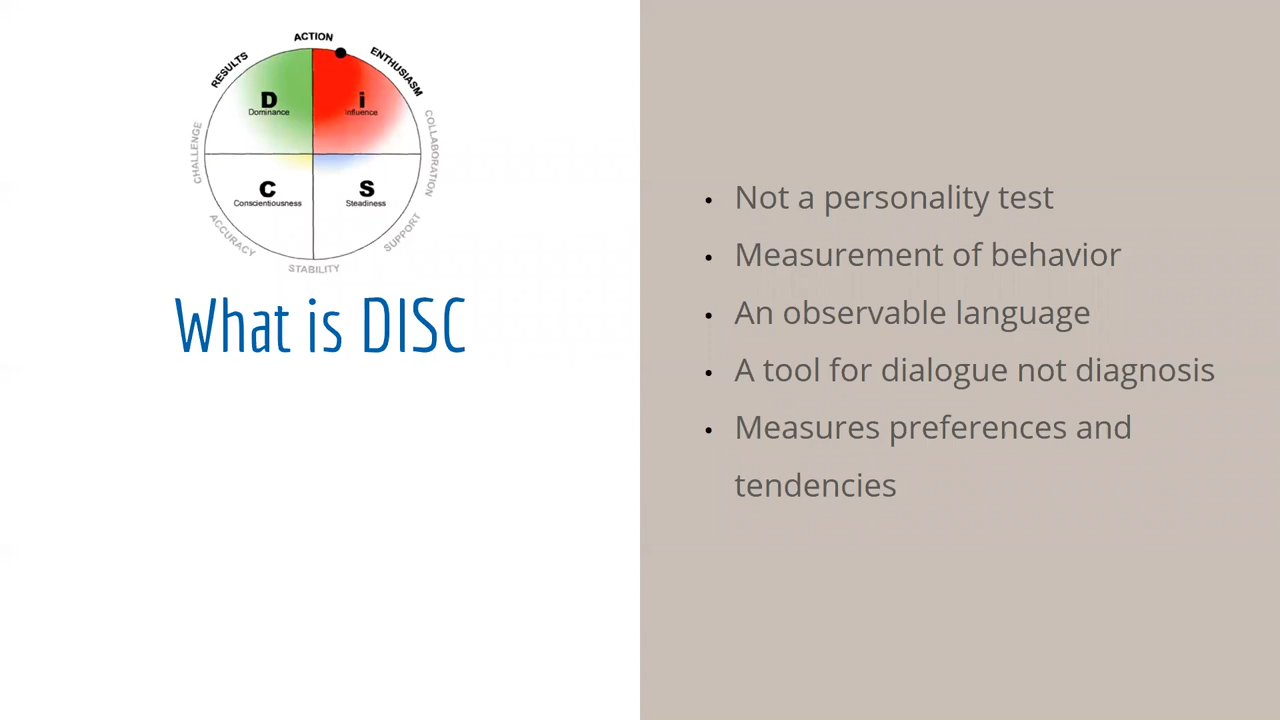 ACTION
RESULTS
ENTHUSIASM
D
Dominance
i
Influence
CHALLENGE
COLLABORATION
C
Conscientiousness
S
Steadiness
ACCURACY
SUPPORT
STABILITY
What is DISC
• Not a personality test
• Measurement of behavior
• An observable language
• A tool for dialogue not diagnosis
• Measures preferences and
tendencies